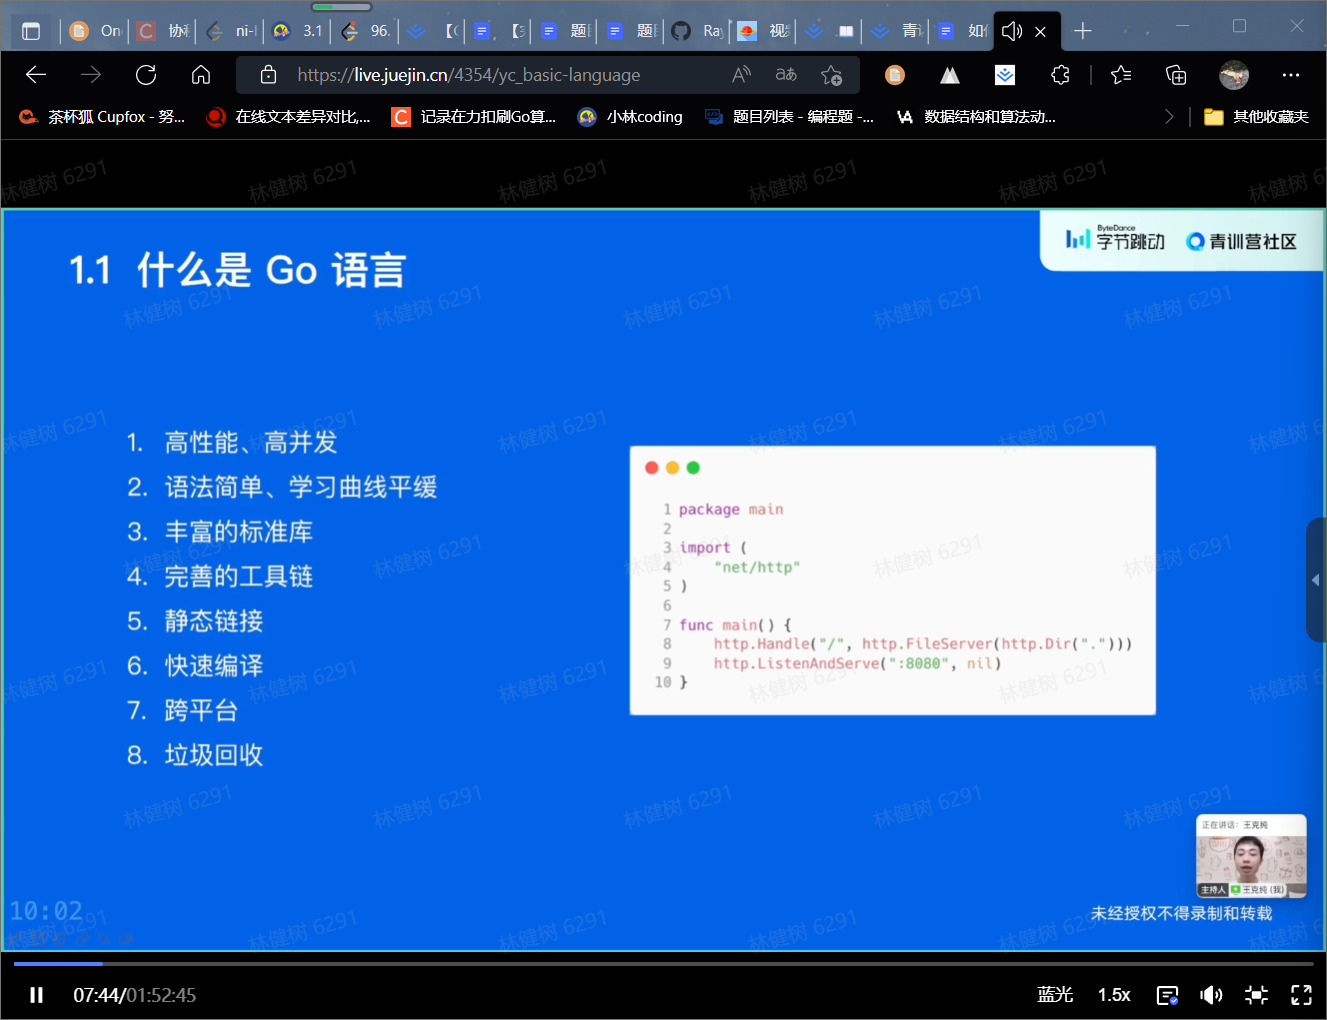 On
协
ni-
3.1
96.
题
题
Ray
视
青
如
https://live.juejin.cn/4354/yc_basic-language
茶杯狐 Cupfox - 努...
在线文本差异对比,...
记录在力扣刷Go算...
小林coding
题目列表 - 编程题 -...
数据结构和算法动...
其他收藏夹
1.1 什么是 Go 语言
ByteDance
字节跳动
青训营社区
1. 高性能、高并发
2. 语法简单、学习曲线平缓
3. 丰富的标准库
4. 完善的工具链
5. 静态链接
6. 快速编译
7. 跨平台
8. 垃圾回收
1 package main
2
3 import (
4 "net/http"
5 )
6
7 func main() {
8 http.Handle("/", http.FileServer(http.Dir(".")))
9 http.ListenAndServe(":8080", nil)
10 }
正在讲话: 王克纯
主持人 王克纯 (我)
未经授权不得录制和转载
10:02
林健树 6291
07:44/01:52:45
蓝光
1.5x